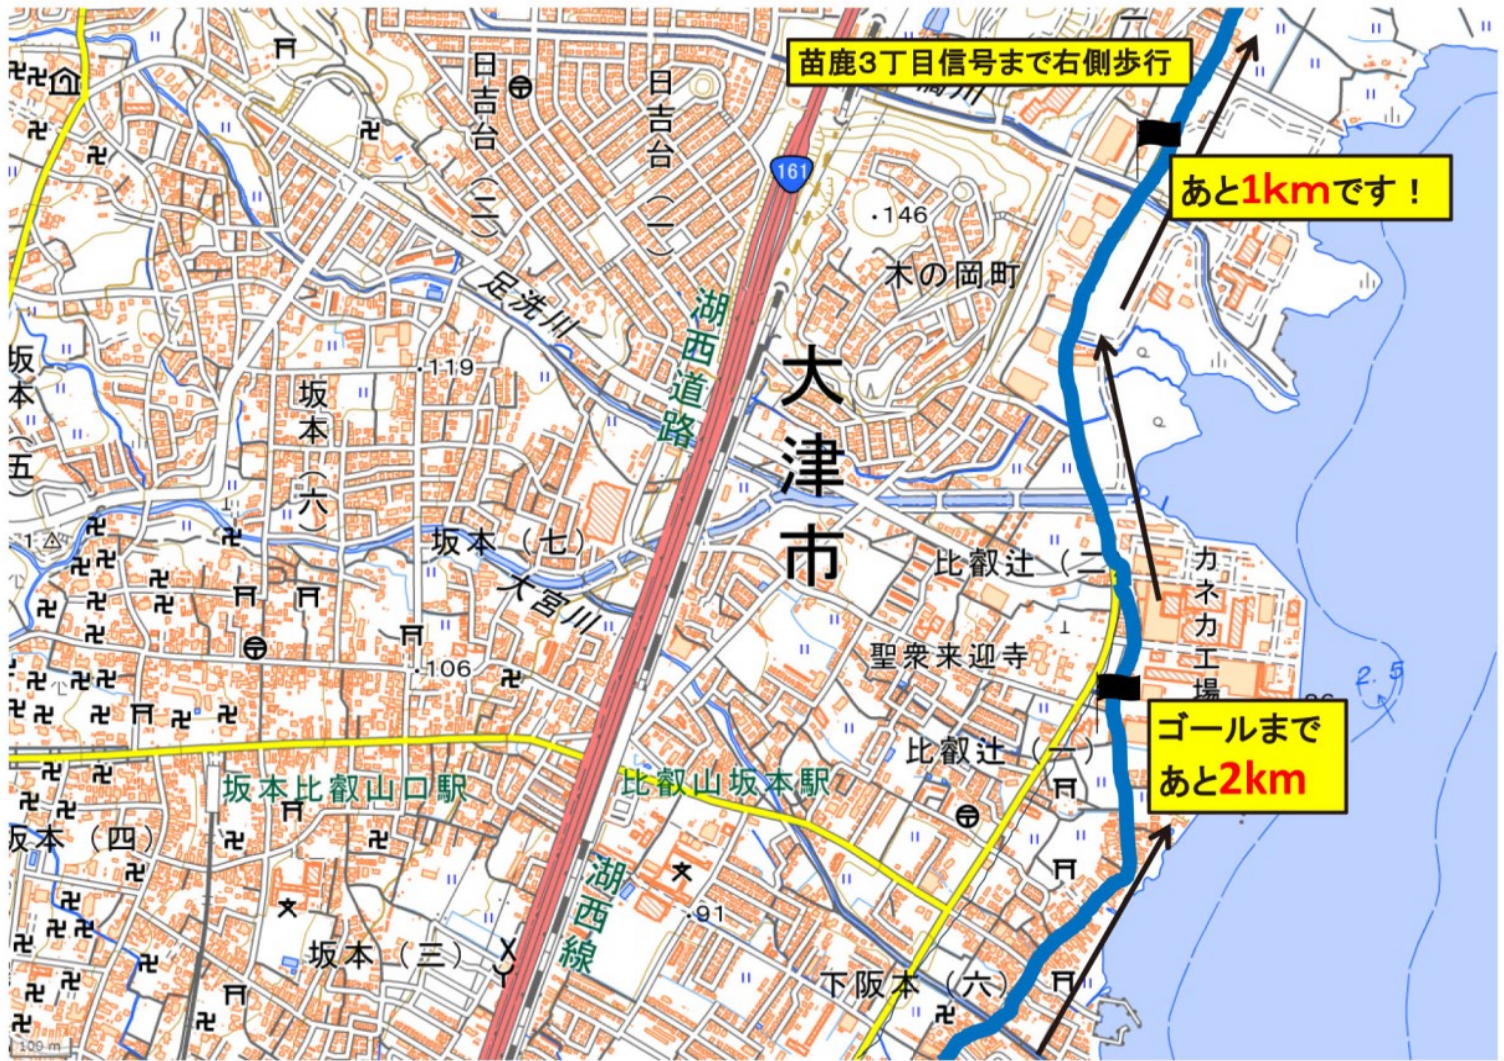 苗鹿3丁目信号まで右側歩行
日吉台(二)
日吉台(一)
161
あと1kmです!
・146
木の岡町
足洗川
湖西道路
大津市
・119
坂本(五)
坂本(六)
坂本(七)
大宮川
比叡辻(二
カネカ工場
聖衆来迎寺
・106
2.5
ゴールまで
あと2km
比叡辻(一)
坂本比叡山口駅
比叡山坂本駅
坂本(四)
湖西線
・91
坂本(三)
下阪本(六)
100 m